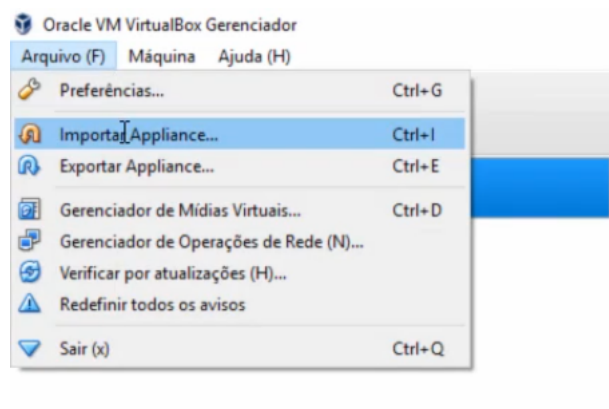 Oracle VM VirtualBox Gerenciador
Arquivo (F) Máquina Ajuda (H)
Preferências... Ctrl+G
Importar Appliance... Ctrl+I
Exportar Appliance... Ctrl+E
Gerenciador de Mídias Virtuais... Ctrl+D
Gerenciador de Operações de Rede (N)...
Verificar por atualizações (H)...
Redefinir todos os avisos
Sair (x) Ctrl+Q